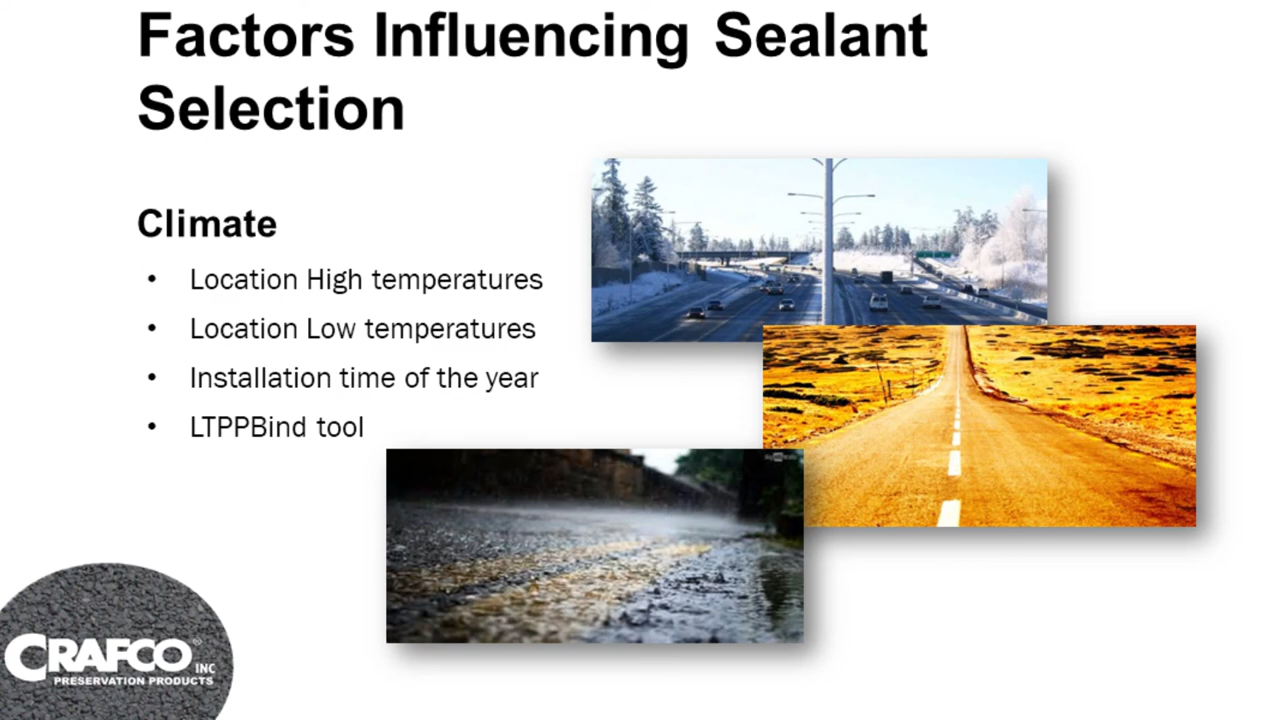 Factors Influencing Sealant
Selection
Climate
• Location High temperatures
• Location Low temperatures
• Installation time of the year
• LTPPBind tool
CRAFCO® INC
PRESERVATION PRODUCTS